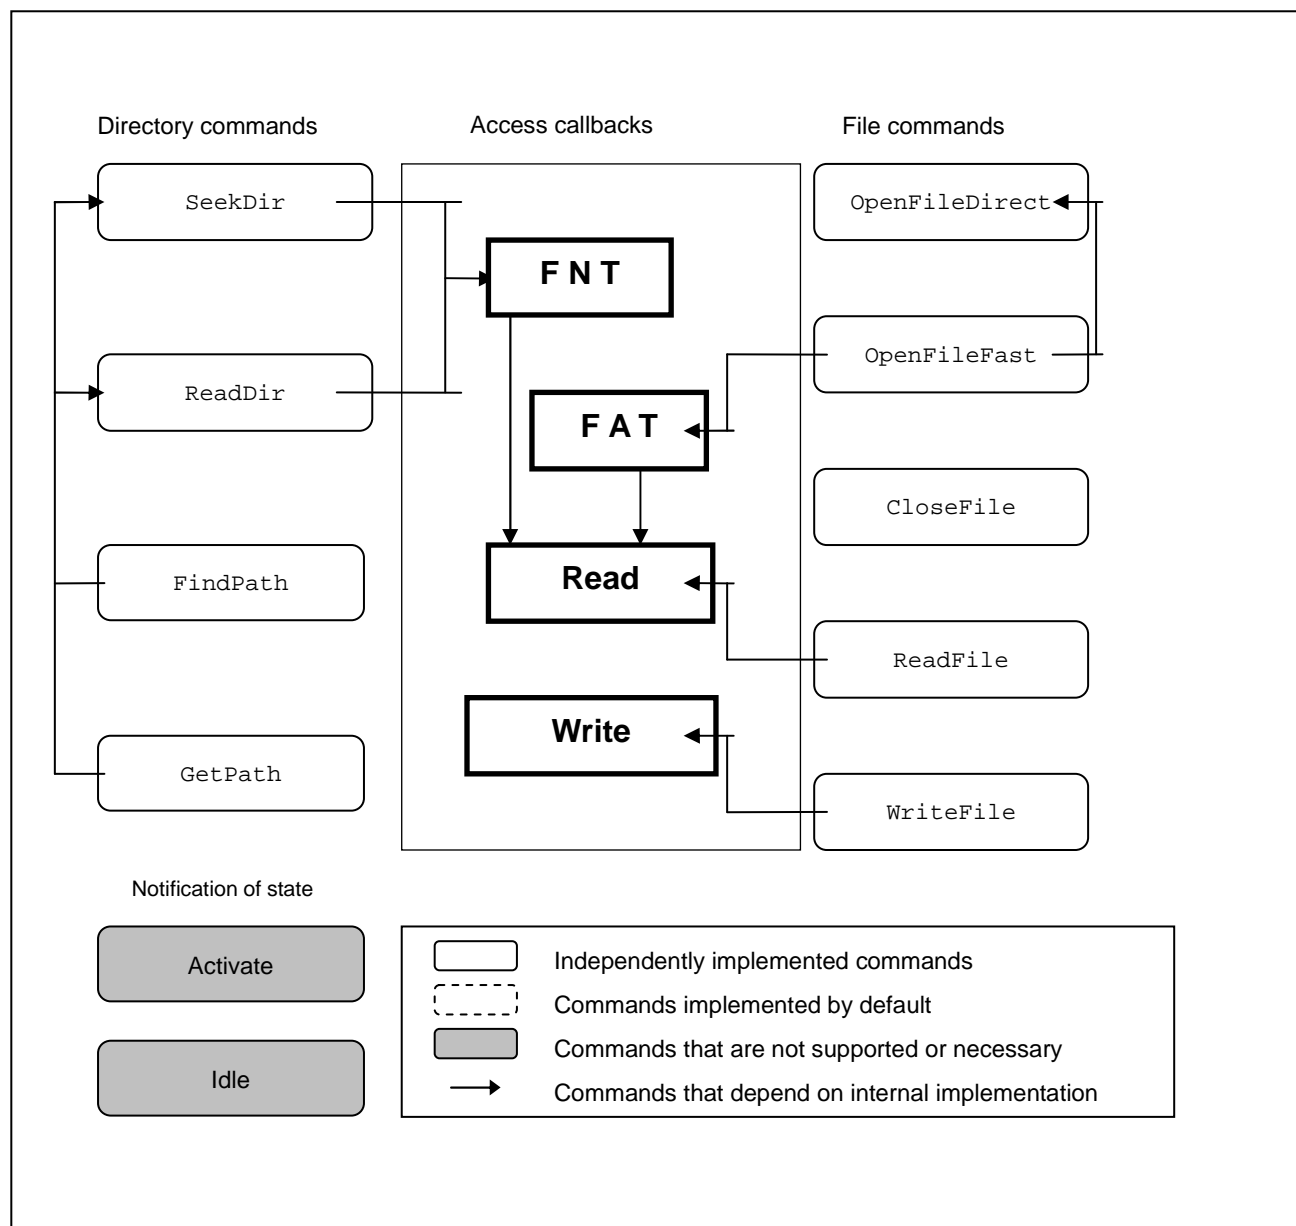 Directory commands
Access callbacks
File commands
SeekDir
OpenFileDirect
F N T
OpenFileFast
ReadDir
F A T
CloseFile
FindPath
Read
ReadFile
Write
GetPath
WriteFile
Notification of state
Activate
Idle
Independently implemented commands
Commands implemented by default
Commands that are not supported or necessary
Commands that depend on internal implementation